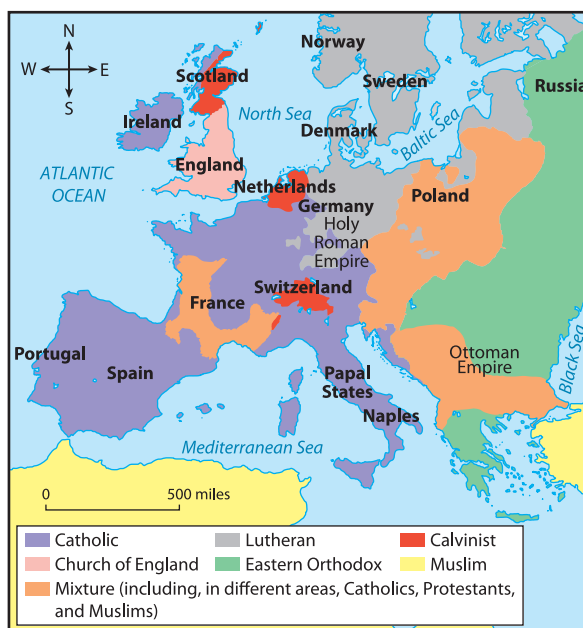 N
W E
S
Norway
Sweden
Russia
Scotland
North Sea
Ireland
Denmark
Baltic Sea
ATLANTIC
OCEAN
England
Netherlands
Germany
Poland
Holy
Roman
Empire
Switzerland
France
Ottoman
Empire
Black Sea
Portugal
Spain
Papal
States
Naples
Mediterranean Sea
0 500 miles
Catholic Lutheran Calvinist
Church of England Eastern Orthodox Muslim
Mixture (including, in different areas, Catholics, Protestants,
and Muslims)